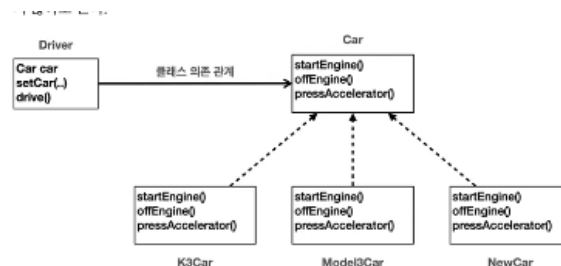 Driver
Car
Car car
setCar(..)
drive()
클래스 의존 관계
startEngine()
offEngine()
pressAccelerator()
startEngine()
offEngine()
pressAccelerator()
startEngine()
offEngine()
pressAccelerator()
startEngine()
offEngine()
pressAccelerator()
K3Car
Model3Car
NewCar